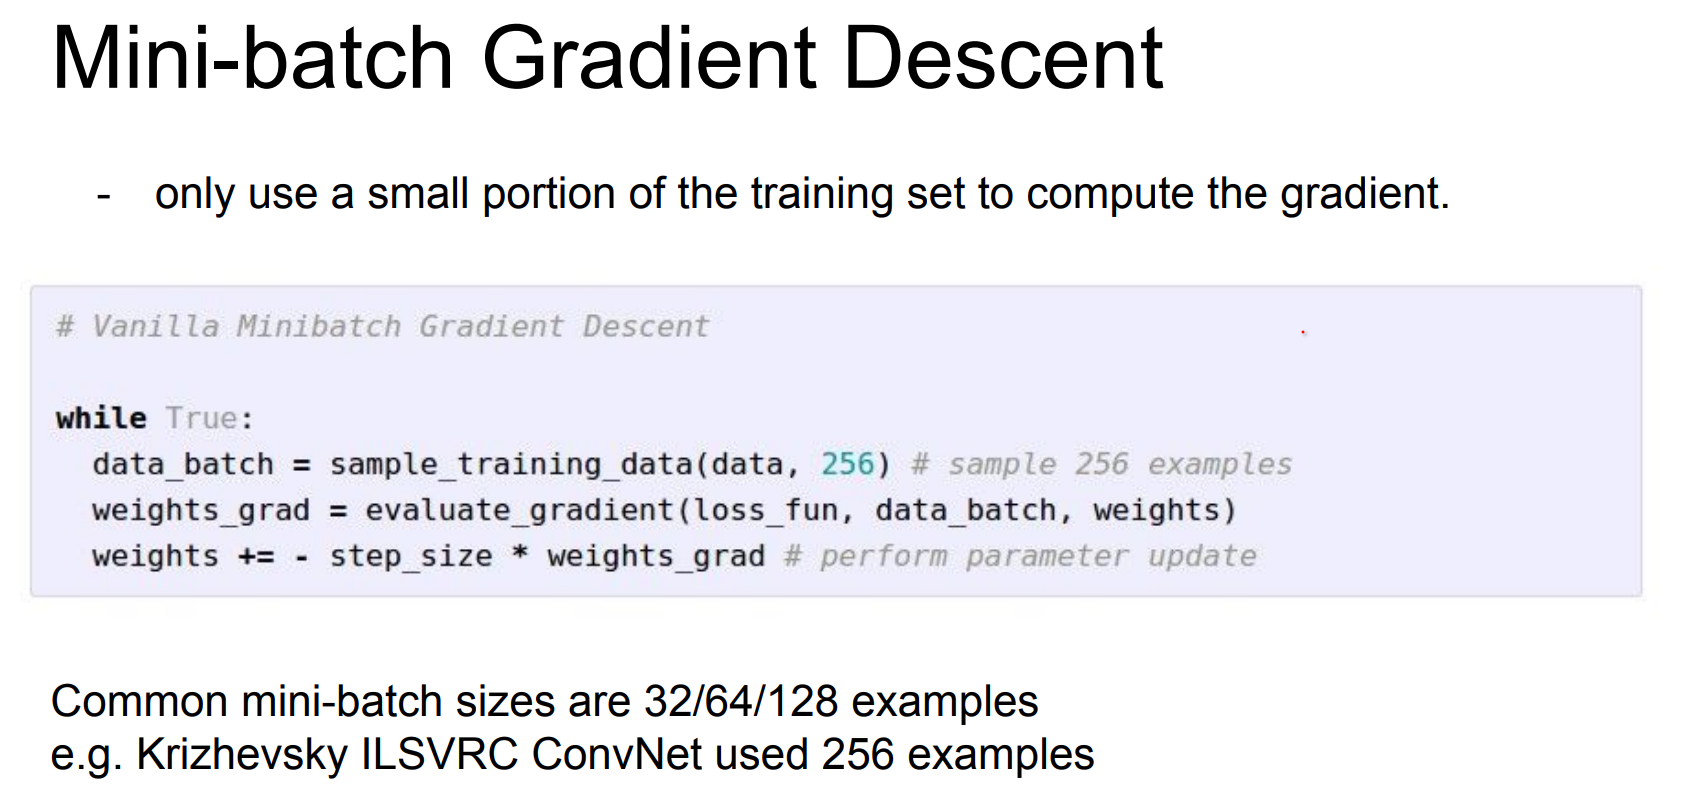 Mini-batch Gradient Descent
- only use a small portion of the training set to compute the gradient.
# Vanilla Minibatch Gradient Descent
while True:
data_batch = sample_training_data(data, 256) # sample 256 examples
weights_grad = evaluate_gradient(loss_fun, data_batch, weights)
weights += - step_size * weights_grad # perform parameter update
Common mini-batch sizes are 32/64/128 examples
e.g. Krizhevsky ILSVRC ConvNet used 256 examples